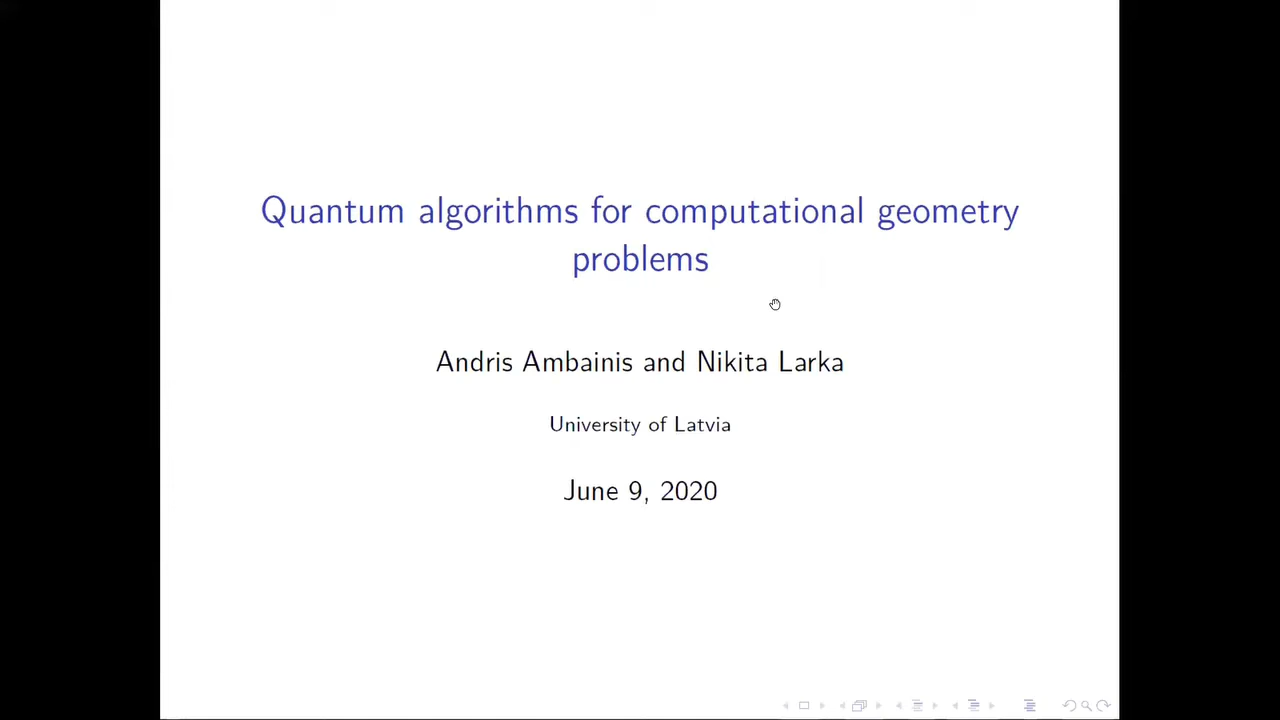 Quantum algorithms for computational geometry
problems
Andris Ambainis and Nikita Larka
University of Latvia
June 9, 2020